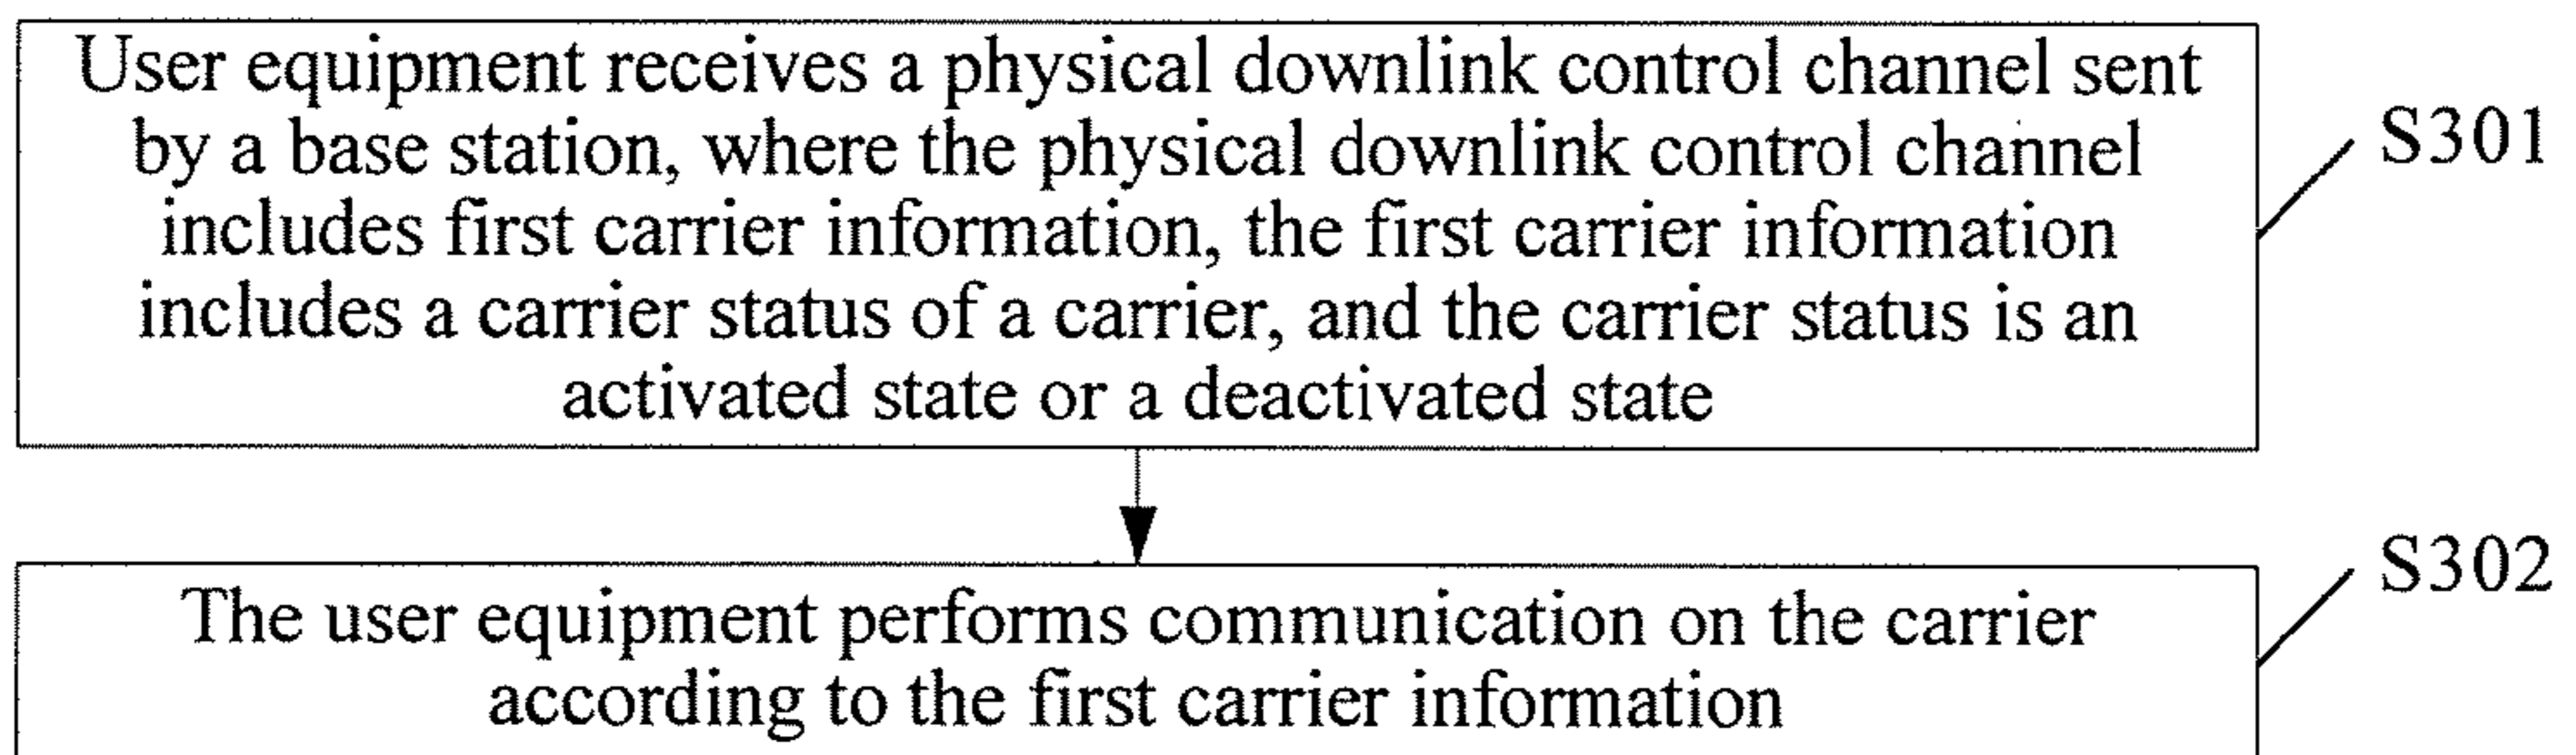 User equipment receives a physical downlink control channel sent
by a base station, where the physical downlink control channel
includes first carrier information, the first carrier information
includes a carrier status of a carrier, and the carrier status is an
activated state or a deactivated state
S301
The user equipment performs communication on the carrier
according to the first carrier information
S302